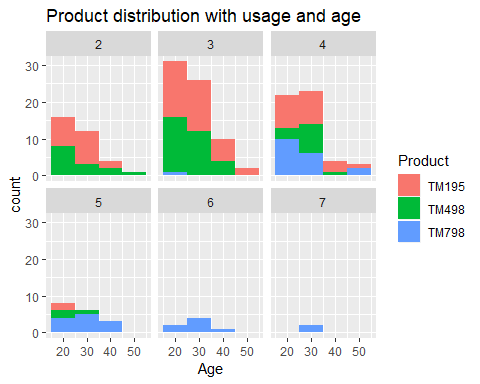 Product distribution with usage and age
2 3 4
30
20
10
0
count
5 6 7
30
20
10
0
20 30 40 50 20 30 40 50 20 30 40 50
Age
Product
TM195
TM498
TM798